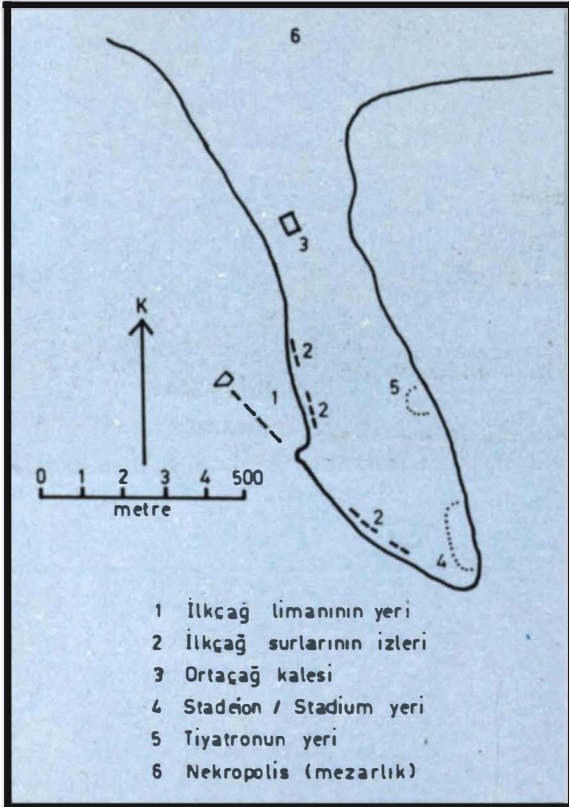 6
3
K
2
1
5
2
0 1 2 3 4 500
metre
2
4
1 İlkçağ limanının yeri
2 İlkçağ surlarının izleri
3 Ortaçağ kalesi
4 Stadeion / Stadium yeri
5 Tiyatronun yeri
6 Nekropolis (mezarlık)